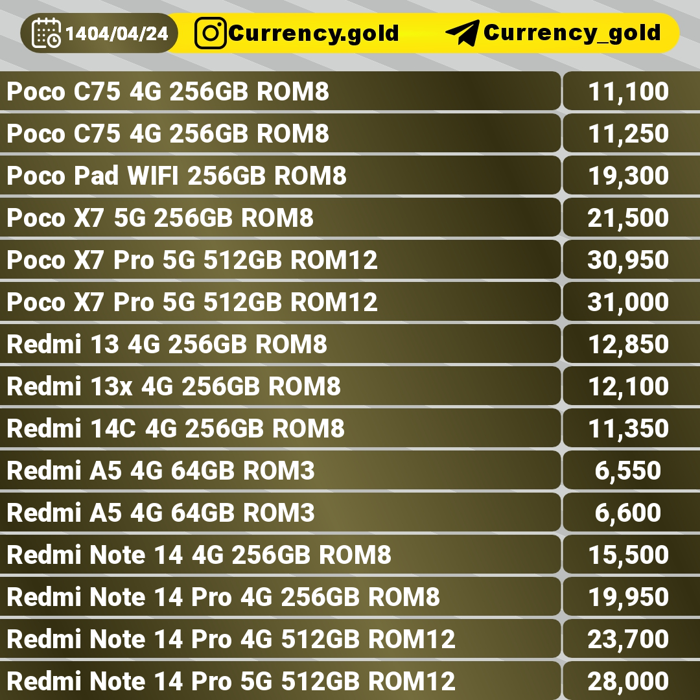 1404/04/24 Currency.gold Currency_gold
Poco C75 4G 256GB ROM8 11,100
Poco C75 4G 256GB ROM8 11,250
Poco Pad WIFI 256GB ROM8 19,300
Poco X7 5G 256GB ROM8 21,500
Poco X7 Pro 5G 512GB ROM12 30,950
Poco X7 Pro 5G 512GB ROM12 31,000
Redmi 13 4G 256GB ROM8 12,850
Redmi 13x 4G 256GB ROM8 12,100
Redmi 14C 4G 256GB ROM8 11,350
Redmi A5 4G 64GB ROM3 6,550
Redmi A5 4G 64GB ROM3 6,600
Redmi Note 14 4G 256GB ROM8 15,500
Redmi Note 14 Pro 4G 256GB ROM8 19,950
Redmi Note 14 Pro 4G 512GB ROM12 23,700
Redmi Note 14 Pro 5G 512GB ROM12 28,000